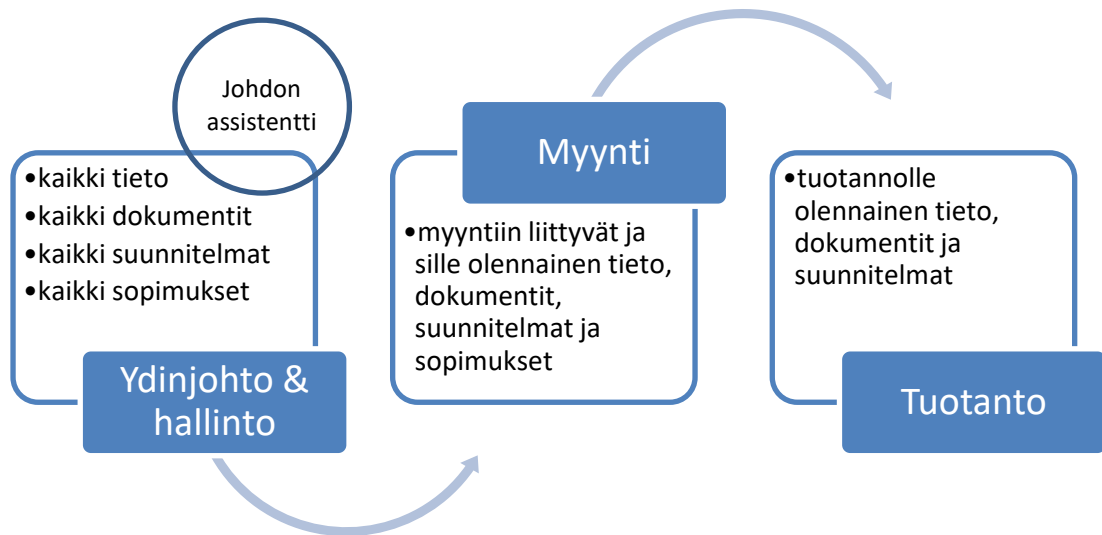 Johdon
assistentti
•kaikki tieto
•kaikki dokumentit
•kaikki suunnitelmat
•kaikki sopimukset
Ydinjohto &
hallinto
Myynti
•myyntiin liittyvät ja
sille olennainen tieto,
dokumentit,
suunnitelmat ja
sopimukset
•tuotannolle
olennainen tieto,
dokumentit ja
suunnitelmat
Tuotanto